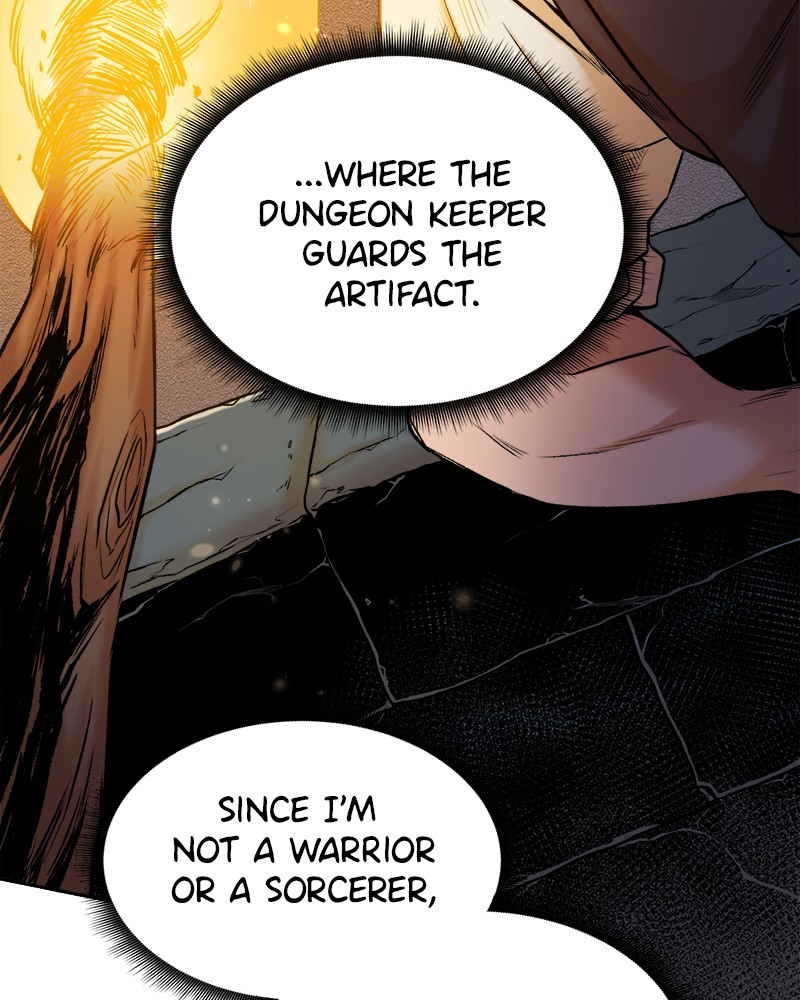 ...WHERE THE
DUNGEON KEEPER
GUARDS THE
ARTIFACT.
SINCE I'M
NOT A WARRIOR
OR A SORCERER,